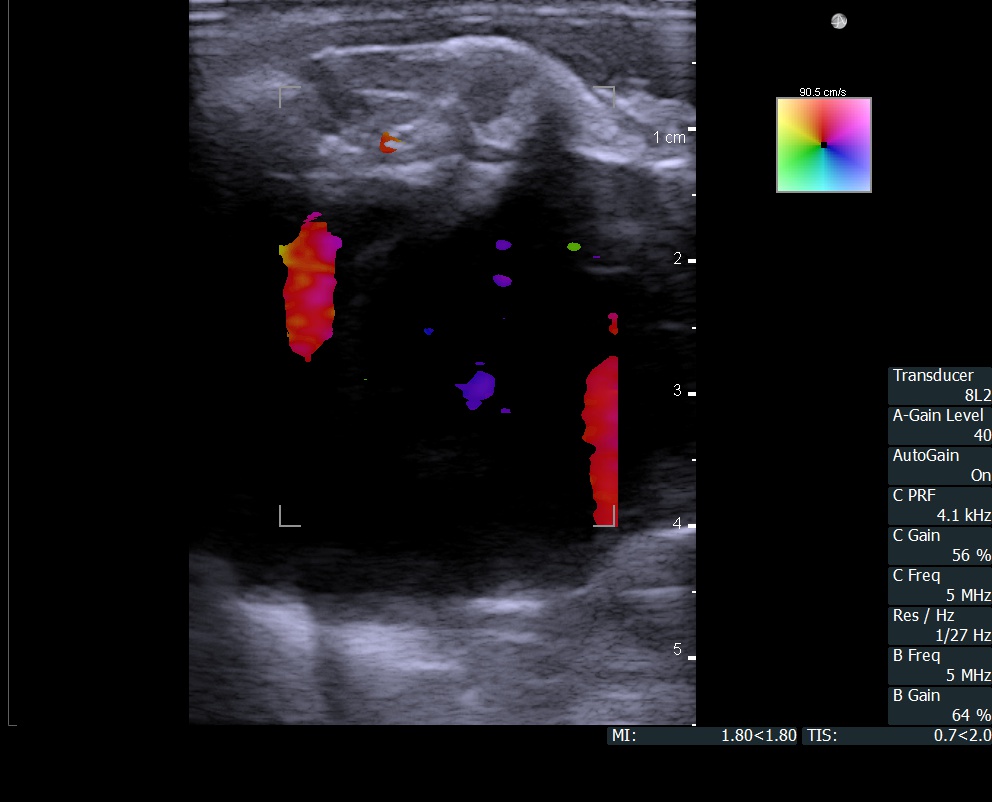 90.5 cm/s
1 cm
2
3
4
5
Transducer
8L2
A-Gain Level
40
AutoGain
On
C PRF
4.1 kHz
C Gain
56 %
C Freq
5 MHz
Res / Hz
1/27 Hz
B Freq
5 MHz
B Gain
64 %
MI: 1.80<1.80 TIS: 0.7<2.0